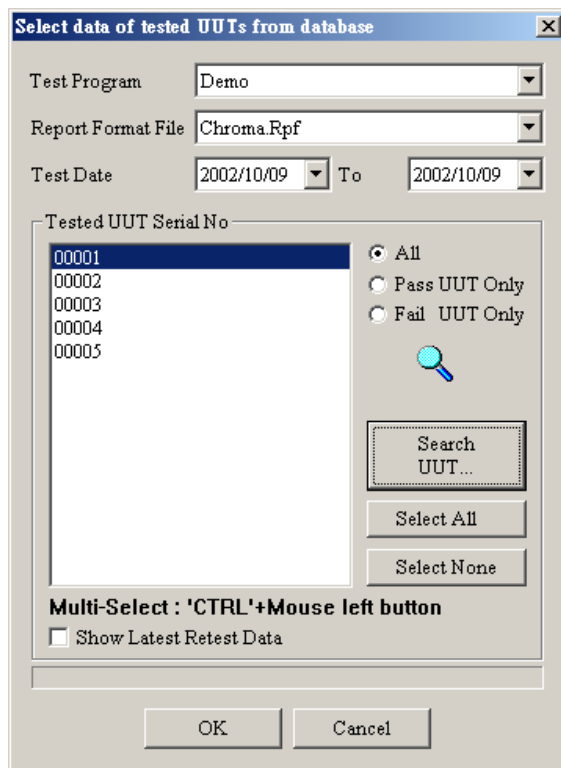 Select data of tested UUTs from database
Test Program Demo
Report Format File Chroma.Rpf
Test Date 2002/10/09 To 2002/10/09
Tested UUT Serial No
00001
00002
00003
00004
00005
All
Pass UUT Only
Fail UUT Only
Search
UUT...
Select All
Select None
Multi-Select : 'CTRL'+Mouse left button
Show Latest Retest Data
OK Cancel